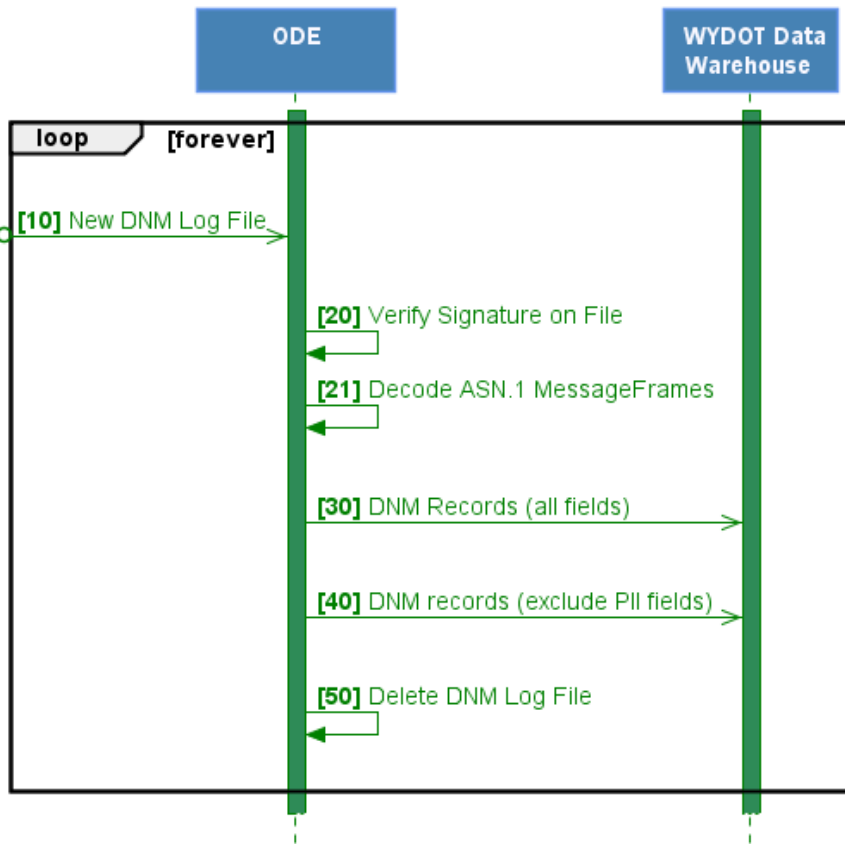 ODE
WYDOT Data
Warehouse
loop
[forever]
[10] New DNM Log File
[20] Verify Signature on File
[21] Decode ASN.1 MessageFrames
[30] DNM Records (all fields)
[40] DNM records (exclude PII fields)
[50] Delete DNM Log File